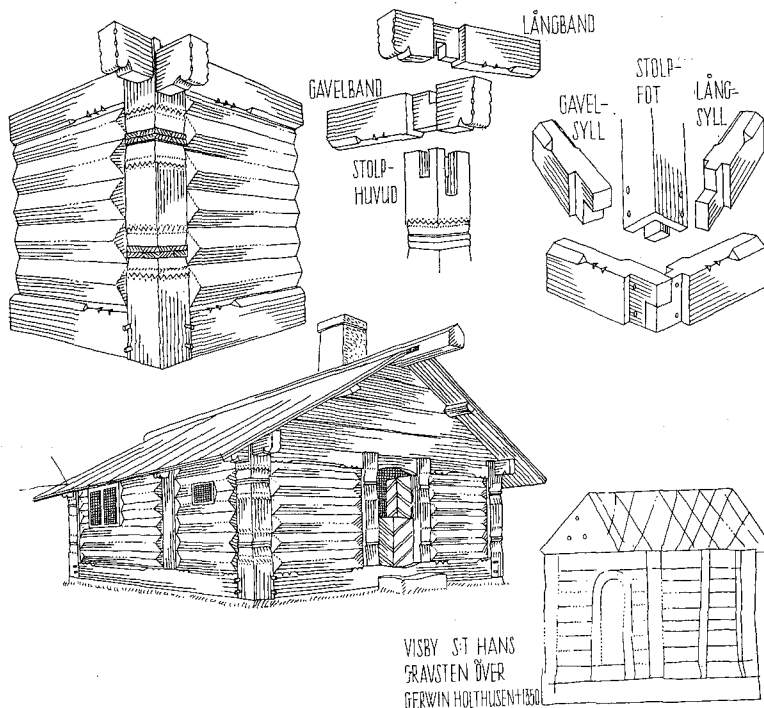 LÅNGBAND
GAVELBAND
STOLP-
HUVUD
GAVEL-
SYLL
STOLP-
FOT
LÅNG-
SYLL
VISBY S:T HANS
GRAVSTEN ÖVER
GERWIN HOLTHUSEN +1350